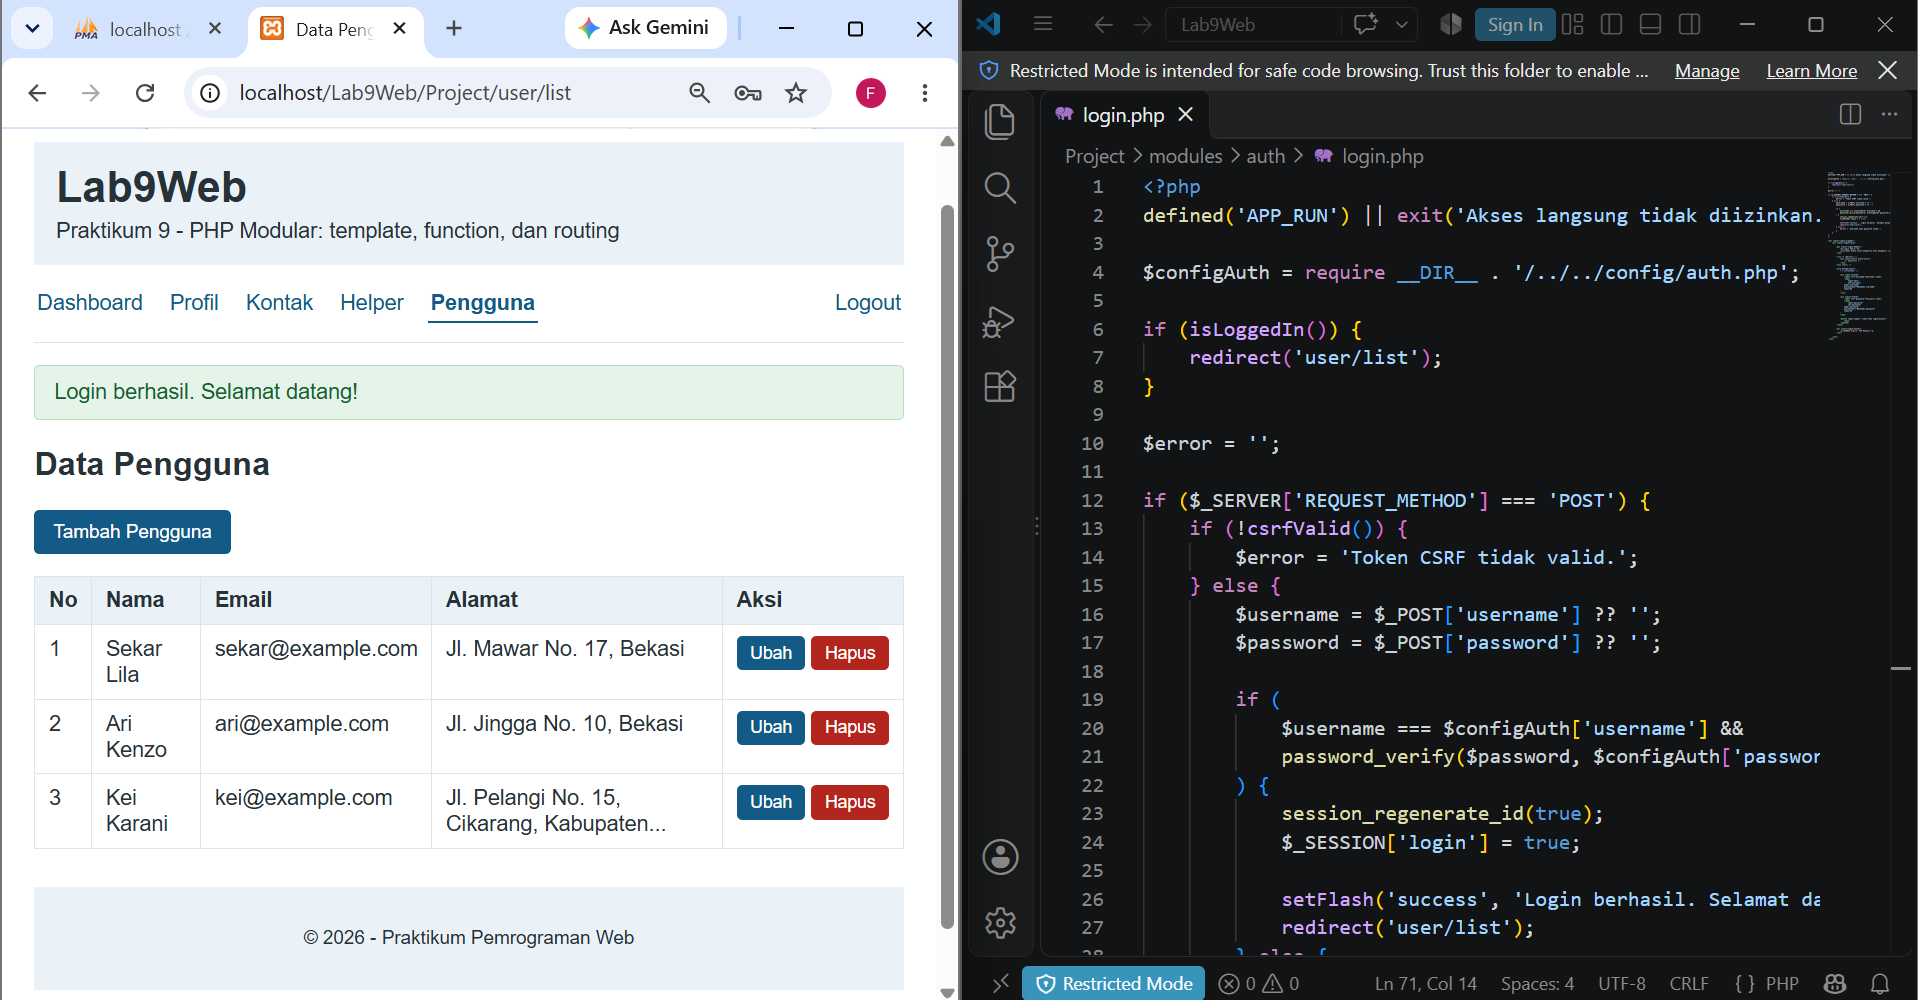 PMA localhost /
Data Peng
Ask Gemini
localhost/Lab9Web/Project/user/list
F
Lab9Web
Praktikum 9 - PHP Modular: template, function, dan routing
Dashboard Profil Kontak Helper Pengguna Logout
Login berhasil. Selamat datang!
Data Pengguna
Tambah Pengguna
No Nama Email Alamat Aksi
1 Sekar Lila sekar@example.com Jl. Mawar No. 17, Bekasi Ubah Hapus
2 Ari Kenzo ari@example.com Jl. Jingga No. 10, Bekasi Ubah Hapus
3 Kei Karani kei@example.com Jl. Pelangi No. 15, Cikarang, Kabupaten... Ubah Hapus
© 2026 - Praktikum Pemrograman Web
Lab9Web
Sign In
Restricted Mode is intended for safe code browsing. Trust this folder to enable ... Manage Learn More
login.php
Project > modules > auth > login.php
1 <?php
2 defined('APP_RUN') || exit('Akses langsung tidak diizinkan.
3
4 $configAuth = require __DIR__ . '/../../config/auth.php';
5
6 if (isLoggedIn()) {
7 redirect('user/list');
8 }
9
10 $error = '';
11
12 if ($_SERVER['REQUEST_METHOD'] === 'POST') {
13 if (!csrfValid()) {
14 $error = 'Token CSRF tidak valid.';
15 } else {
16 $username = $_POST['username'] ?? '';
17 $password = $_POST['password'] ?? '';
18
19 if (
20 $username === $configAuth['username'] &&
21 password_verify($password, $configAuth['passwor
22 ) {
23 session_regenerate_id(true);
24 $_SESSION['login'] = true;
25
26 setFlash('success', 'Login berhasil. Selamat da
27 redirect('user/list');
28 } else {
Restricted Mode 0 0 Ln 71, Col 14 Spaces: 4 UTF-8 CRLF { } PHP